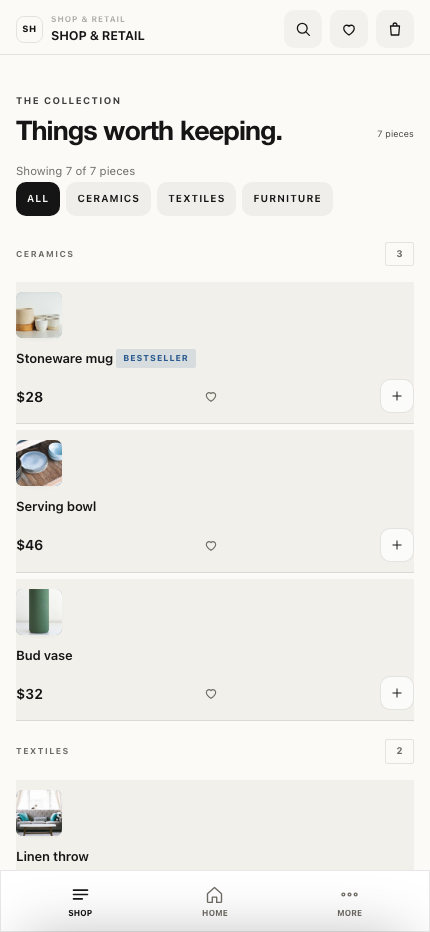 SH
SHOP & RETAIL
SHOP & RETAIL
THE COLLECTION
Things worth keeping.
7 pieces
Showing 7 of 7 pieces
ALL
CERAMICS
TEXTILES
FURNITURE
CERAMICS
3
Stoneware mug
BESTSELLER
$28
Serving bowl
$46
Bud vase
$32
TEXTILES
2
Linen throw
SHOP
HOME
MORE